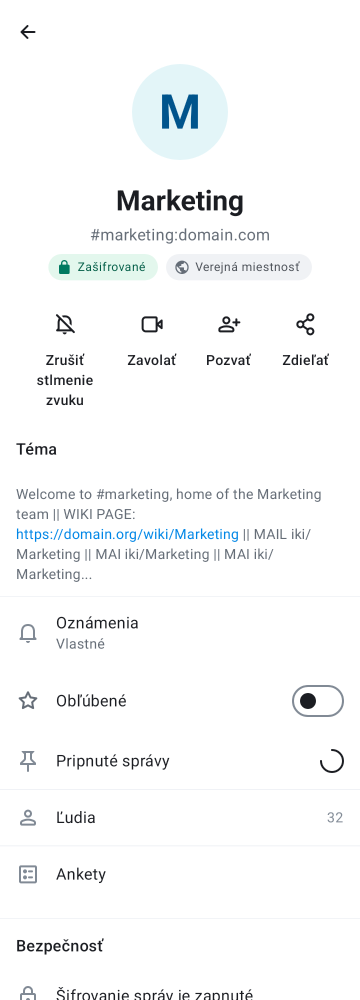 M
Marketing
#marketing:domain.com
Zašifrované
Verejná miestnosť
Zrušiť
stlmenie
zvuku
Zavolať
Pozvať
Zdieľať
Téma
Welcome to #marketing, home of the Marketing
team || WIKI PAGE:
https://domain.org/wiki/Marketing || MAIL iki/
Marketing || MAI iki/Marketing || MAI iki/
Marketing...
Oznámenia
Vlastné
Obľúbené
Pripnuté správy
Ľudia
32
Ankety
Bezpečnosť
Šifrovanie správ je zapnuté